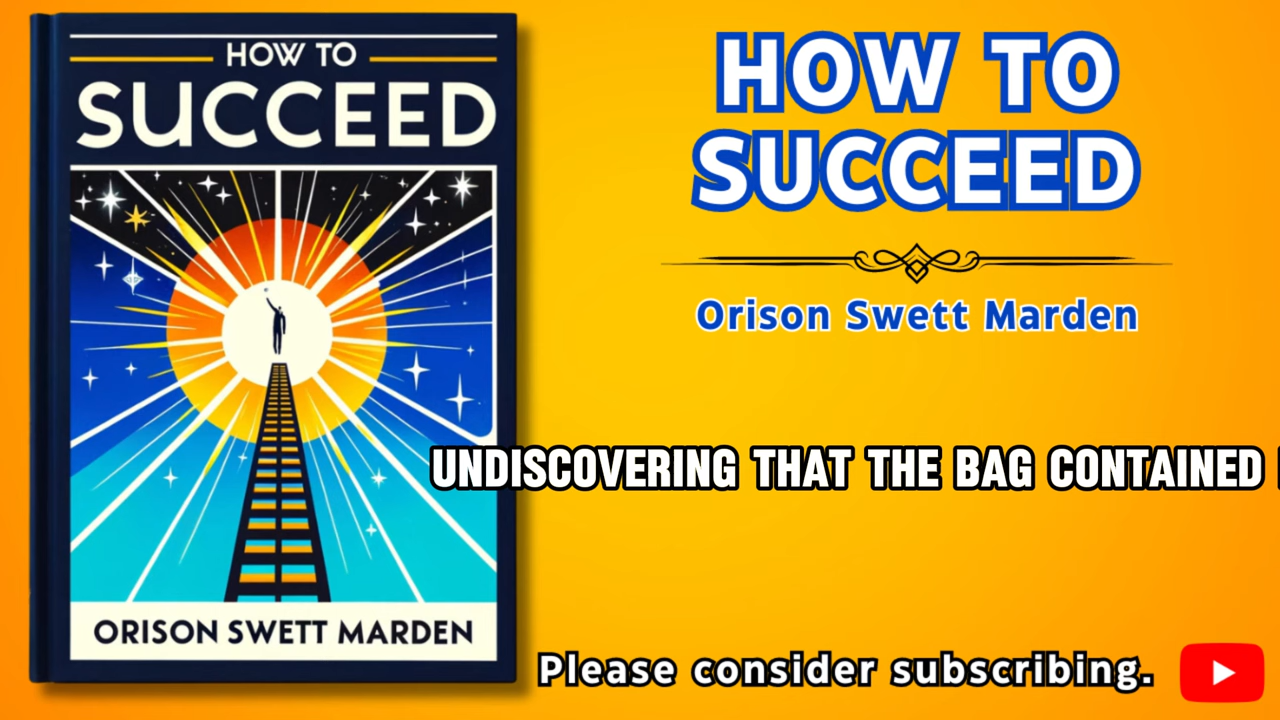 HOW TO
SUCCEED
ORISON SWETT MARDEN
HOW TO
SUCCEED
Orison Swett Marden
UNDISCOVERING THAT THE BAG CONTAINED
Please consider subscribing.